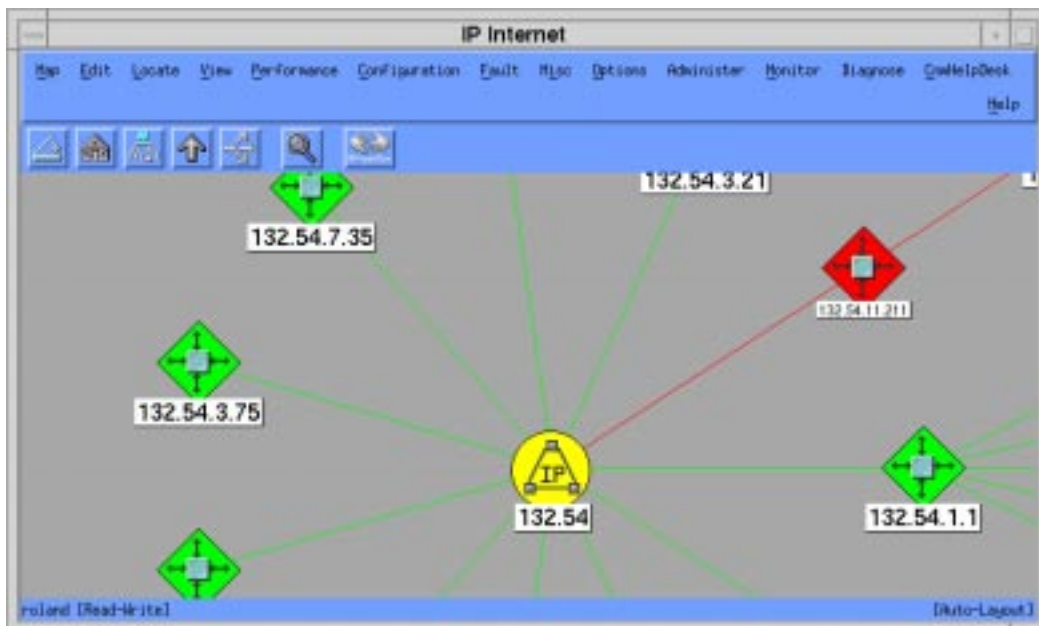 IP Internet
Map Edit Locate View Performance Configuration Fault Misc Options Administer Monitor Diagnose
Help
132.54.3.21
132.54.7.35
132.54.11.211
132.54.3.75
IP
132.54
132.54.1.1
roland [Read-Write] [Auto-Layout]